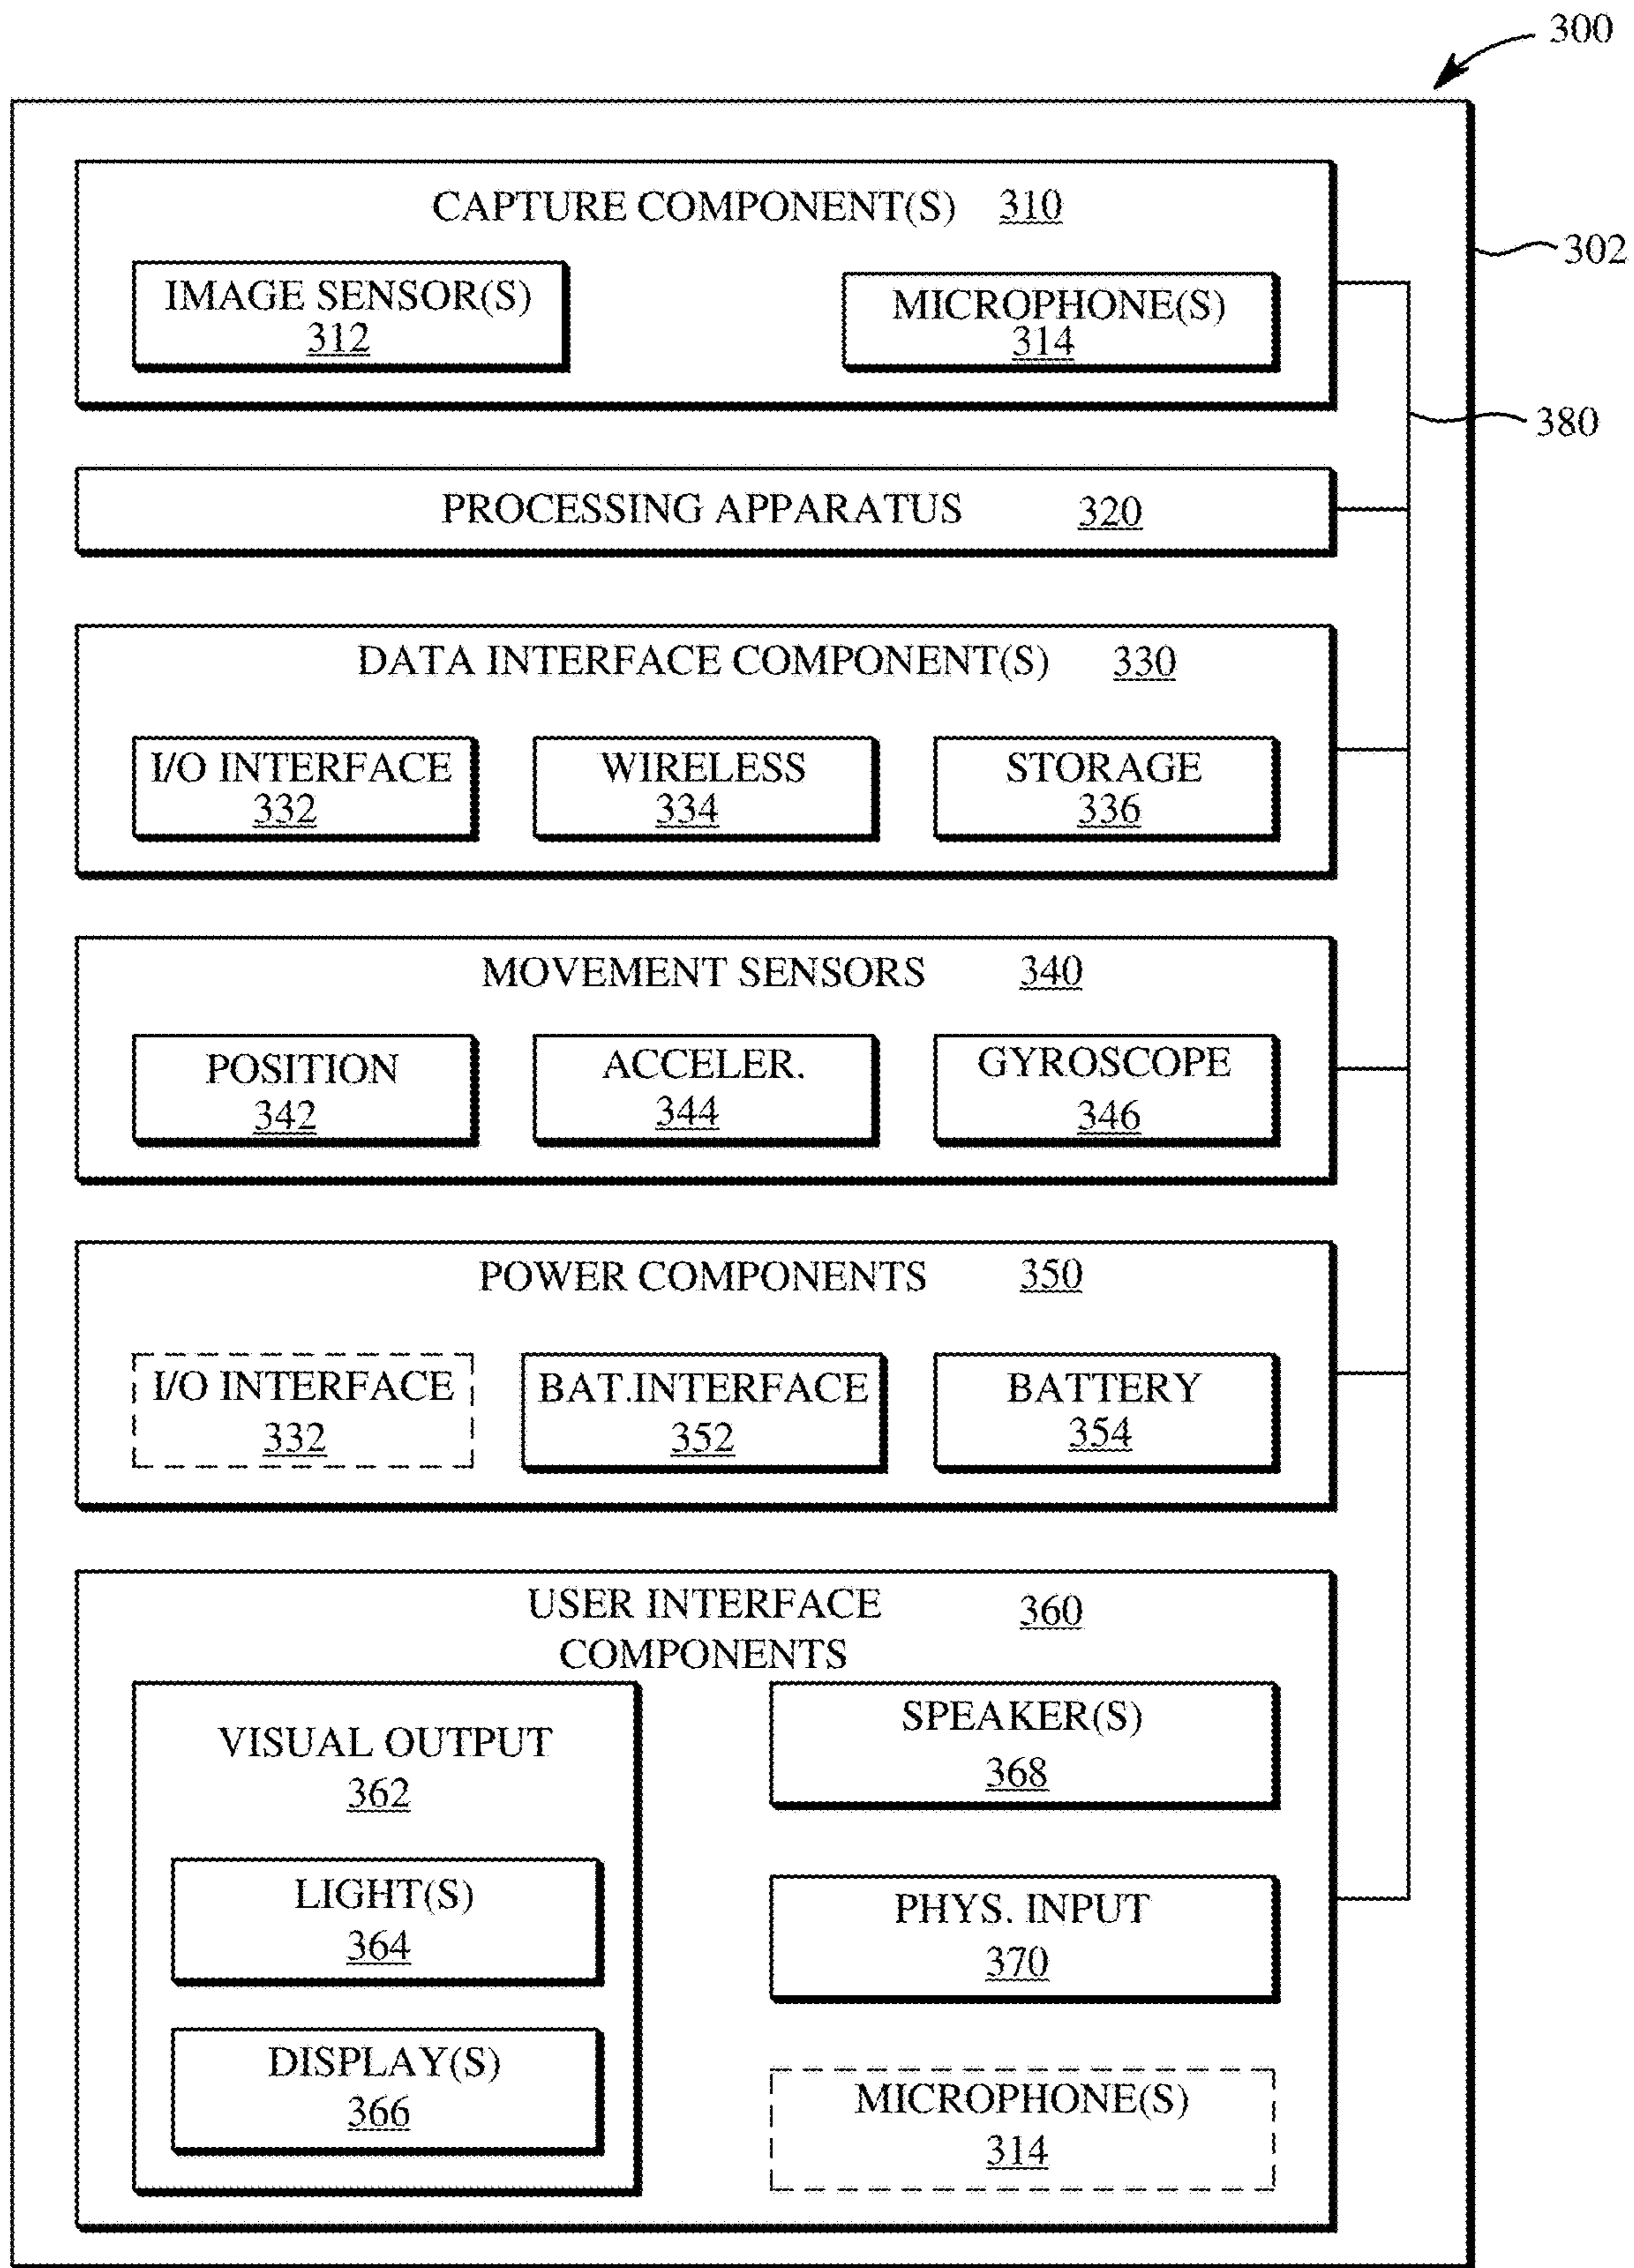 300
CAPTURE COMPONENT(S) 310
302
IMAGE SENSOR(S)
312
MICROPHONE(S)
314
380
PROCESSING APPARATUS 320
DATA INTERFACE COMPONENT(S) 330
I/O INTERFACE
332
WIRELESS
334
STORAGE
336
MOVEMENT SENSORS 340
POSITION
342
ACCELER.
344
GYROSCOPE
346
POWER COMPONENTS 350
I/O INTERFACE
332
BAT.INTERFACE
352
BATTERY
354
USER INTERFACE 360
COMPONENTS
VISUAL OUTPUT
362
LIGHT(S)
364
DISPLAY(S)
366
SPEAKER(S)
368
PHYS. INPUT
370
MICROPHONE(S)
314